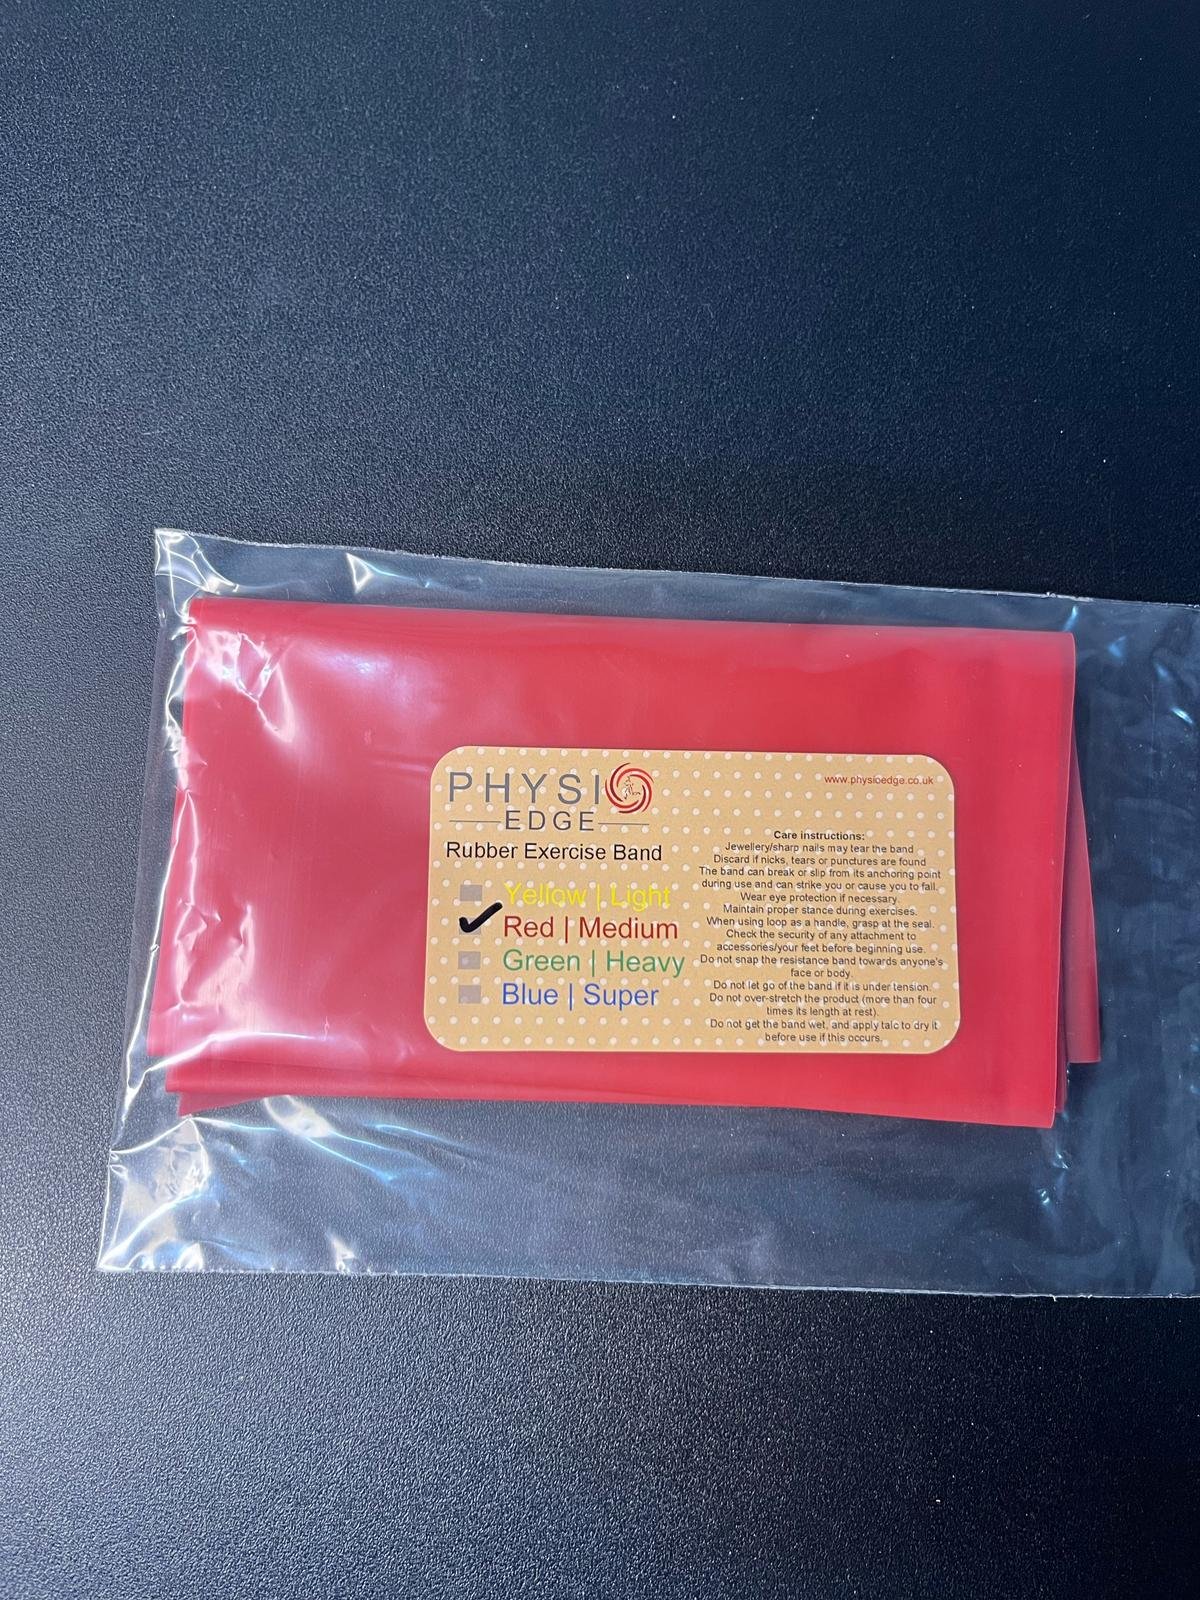 PHYSIO
EDGE
Rubber Exercise Band
Yellow | Light
Red | Medium
Green | Heavy
Blue | Super
www.physioedge.co.uk
Care instructions:
Jewellery/sharp nails may tear the band
Discard if nicks, tears or punctures are found
The band can break or slip from its anchoring point
during use and can strike you or cause you to fall.
Wear eye protection if necessary.
Maintain proper stance during exercises.
When using loop as a handle, grasp at the seal.
Check the security of any attachment to
accessories/your feet before beginning use.
Do not snap the resistance band towards anyone's
face or body.
Do not let go of the band if it is under tension.
Do not over-stretch the product (more than four
times its length at rest).
Do not get the band wet, and apply talc to dry it
before use if this occurs.